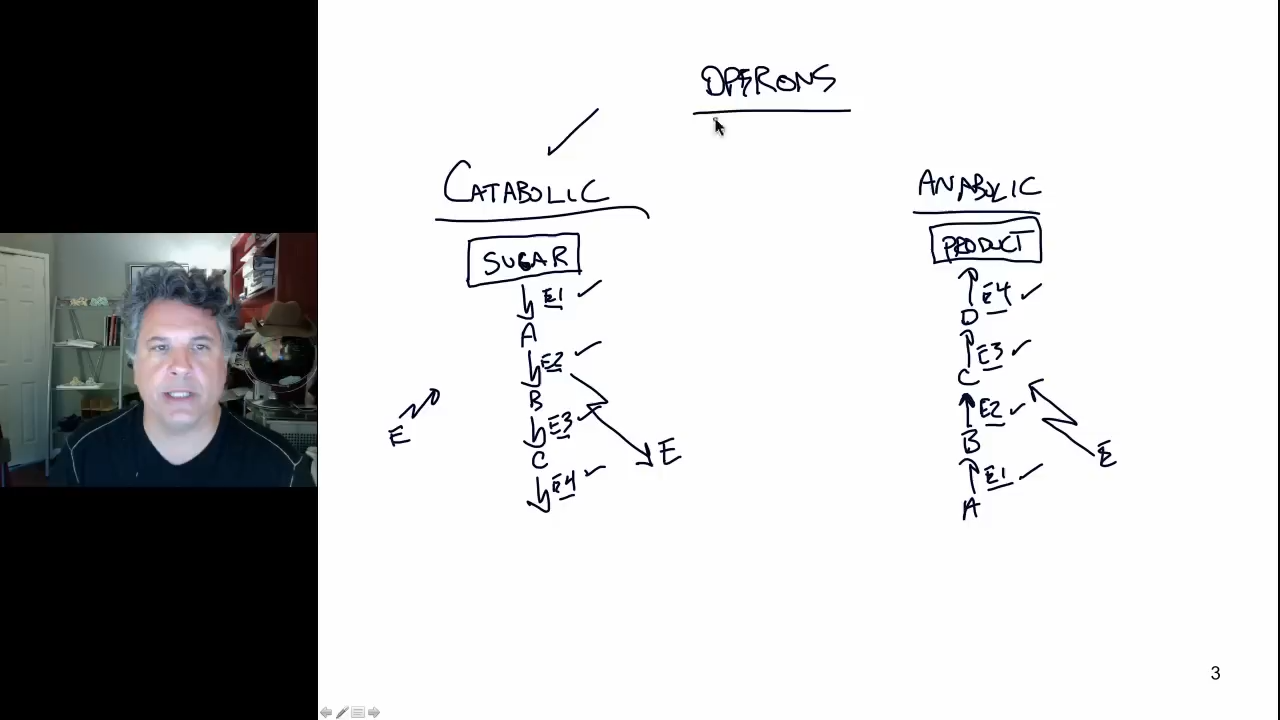 OPERONS
CATABOLIC
SUGAR
E1
A
E2
B
E3
C
E4
E
E
ANABOLIC
PRODUCT
E4
D
E3
C
E2
B
E1
A
E
3